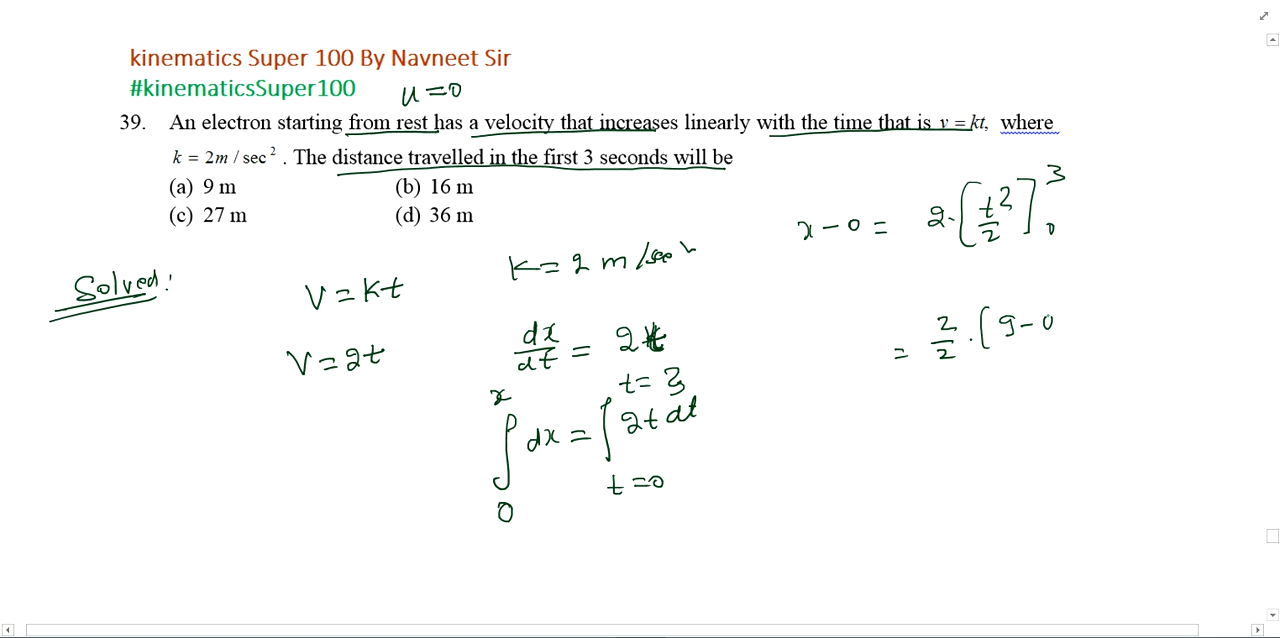 kinematics Super 100 By Navneet Sir
#kinematicsSuper100
u=0
39. An electron starting from rest has a velocity that increases linearly with the time that is v = kt, where
k = 2m / sec². The distance travelled in the first 3 seconds will be
(a) 9 m (b) 16 m
(c) 27 m (d) 36 m
Solved:
V = kt
V = 2t
K = 2 m/sec²
dx/dt = 2t
∫₀ˣ dx = ∫ₜ₌₀ᵗ⁼³ 2t dt
x - 0 = 2·[t²/2]₀³
= 2/2 · (9-0